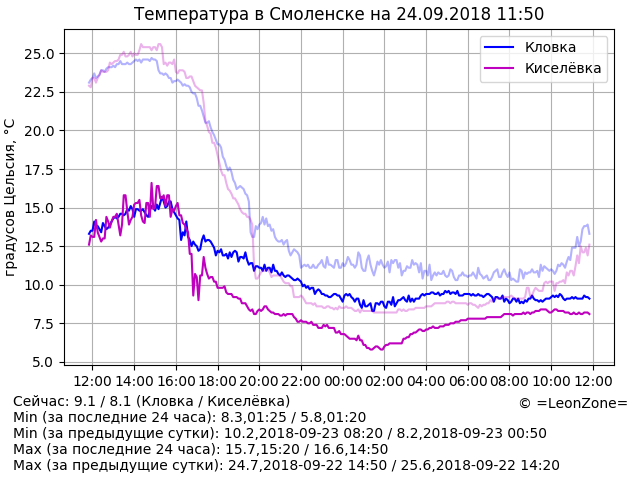 Температура в Смоленске на 24.09.2018 11:50
градусов Цельсия, °C
25.0
22.5
20.0
17.5
15.0
12.5
10.0
7.5
5.0
Кловка
Киселёвка
12:00 14:00 16:00 18:00 20:00 22:00 00:00 02:00 04:00 06:00 08:00 10:00 12:00
Сейчас: 9.1 / 8.1 (Кловка / Киселёвка)
© =LeonZone=
Min (за последние 24 часа): 8.3,01:25 / 5.8,01:20
Min (за предыдущие сутки): 10.2,2018-09-23 08:20 / 8.2,2018-09-23 00:50
Max (за последние 24 часа): 15.7,15:20 / 16.6,14:50
Max (за предыдущие сутки): 24.7,2018-09-22 14:50 / 25.6,2018-09-22 14:20